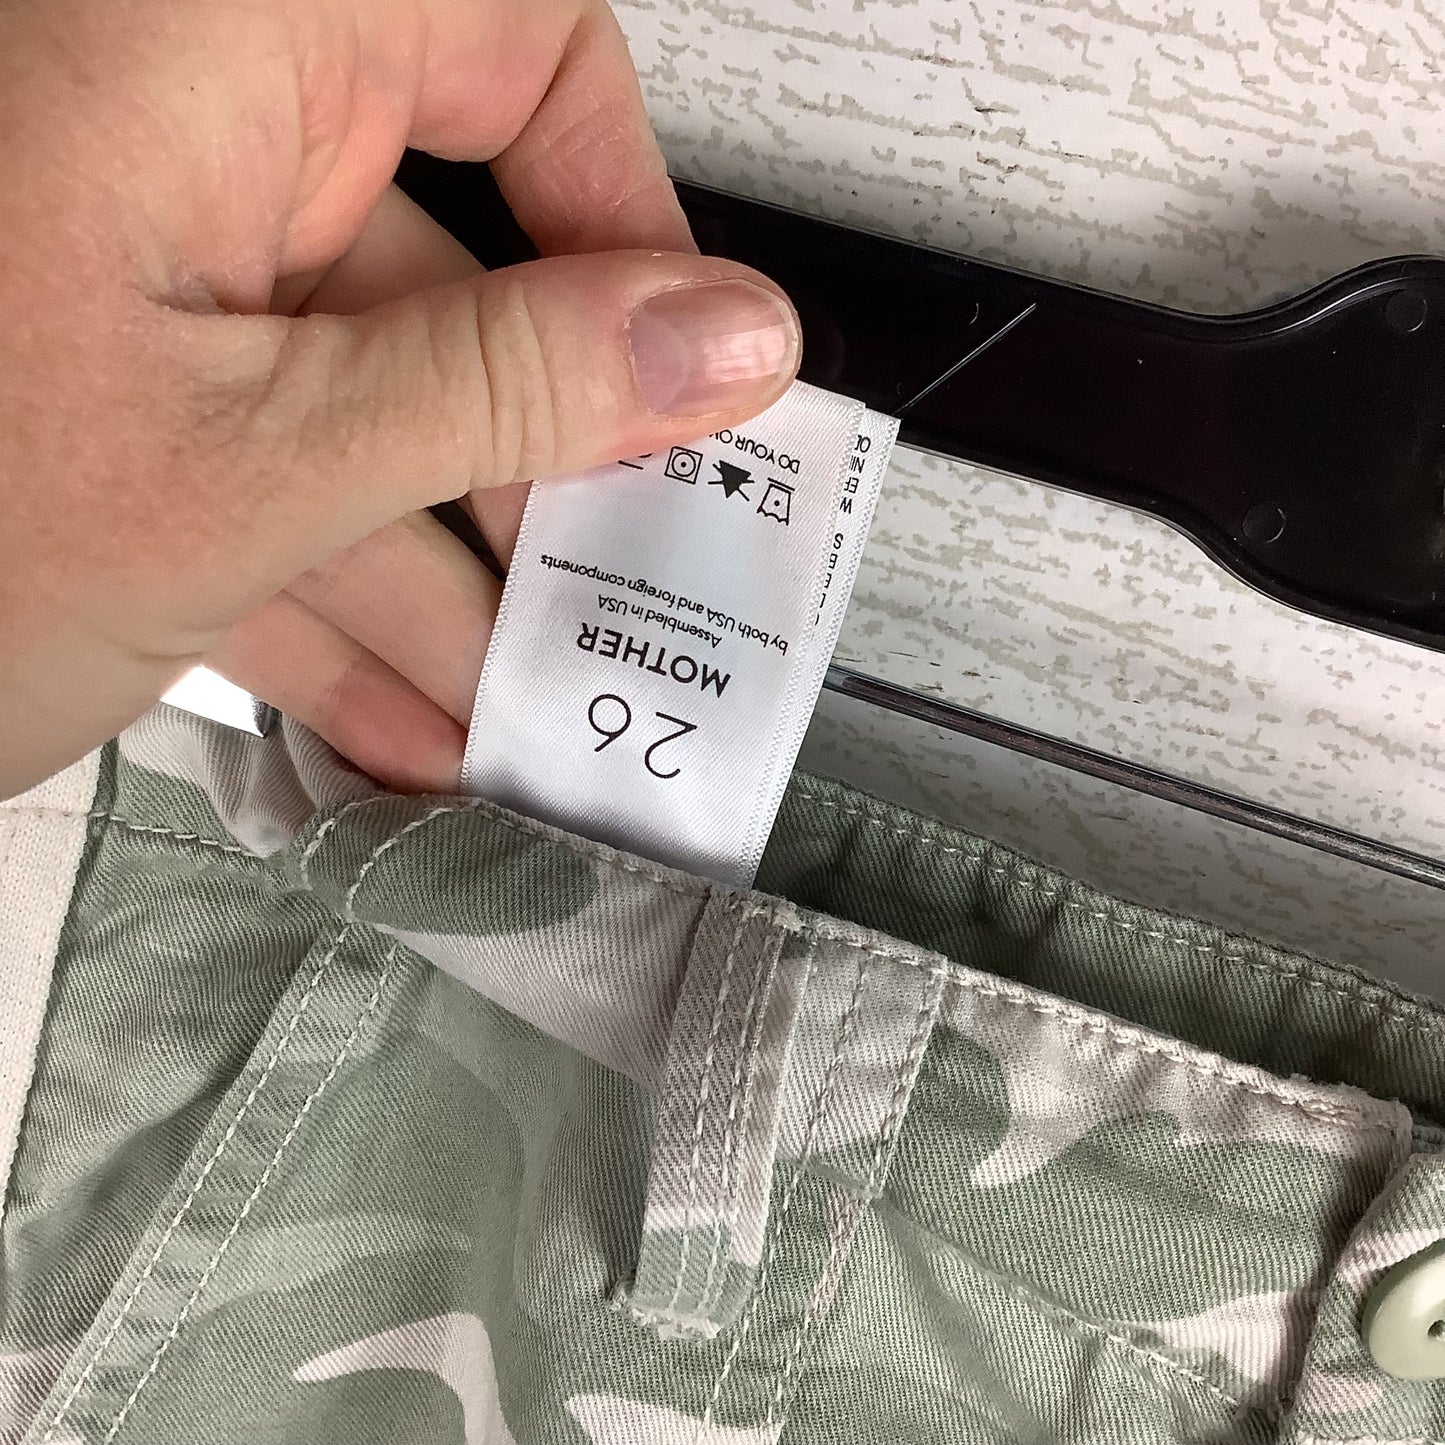 26
MOTHER
Assembled in USA
by both USA and foreign components
DO YOUR